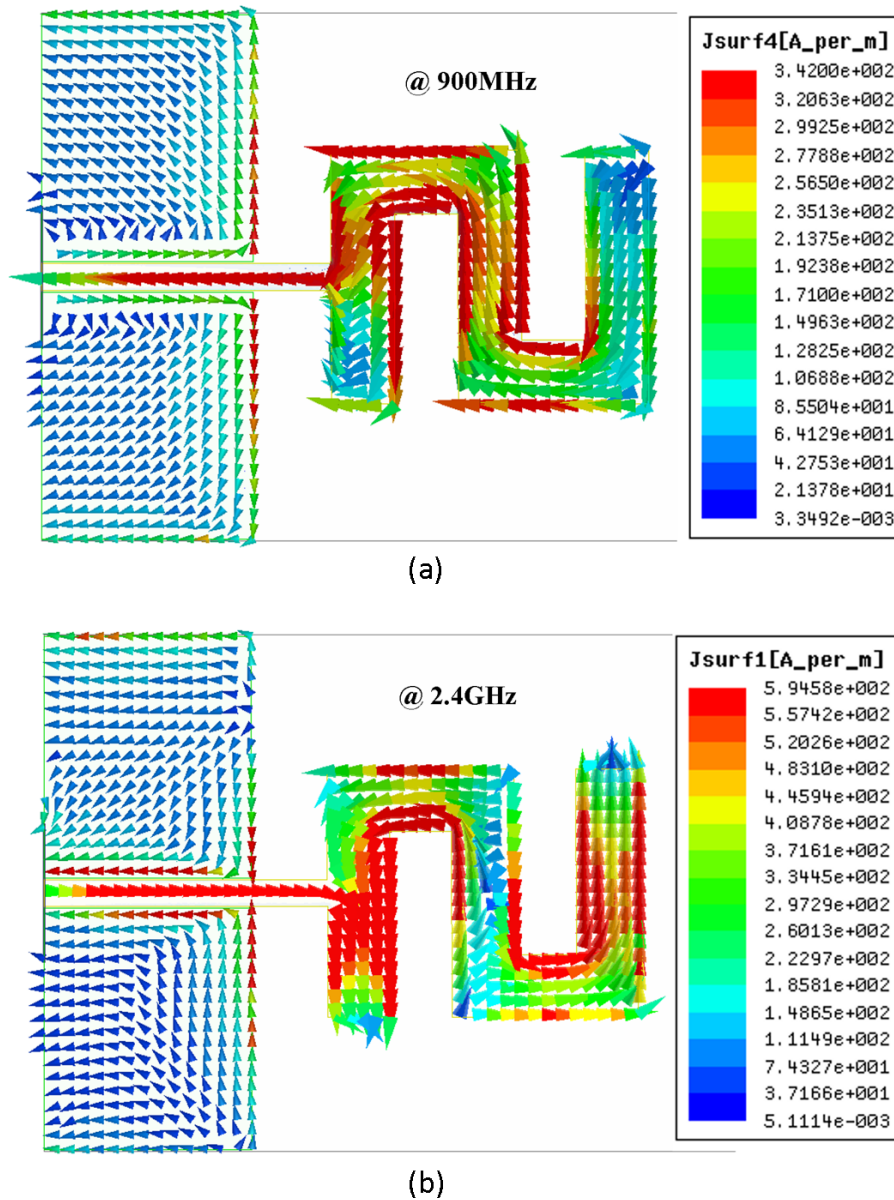 @ 900MHz
Jsurf4[A_per_m]
3.4200e+002
3.2063e+002
2.9925e+002
2.7788e+002
2.5650e+002
2.3513e+002
2.1375e+002
1.9238e+002
1.7100e+002
1.4963e+002
1.2825e+002
1.0688e+002
8.5504e+001
6.4129e+001
4.2753e+001
2.1378e+001
3.3492e-003
(a)
@ 2.4GHz
Jsurf1[A_per_m]
5.9458e+002
5.5742e+002
5.2026e+002
4.8310e+002
4.4594e+002
4.0878e+002
3.7161e+002
3.3445e+002
2.9729e+002
2.6013e+002
2.2297e+002
1.8581e+002
1.4865e+002
1.1149e+002
7.4327e+001
3.7166e+001
5.1114e-003
(b)